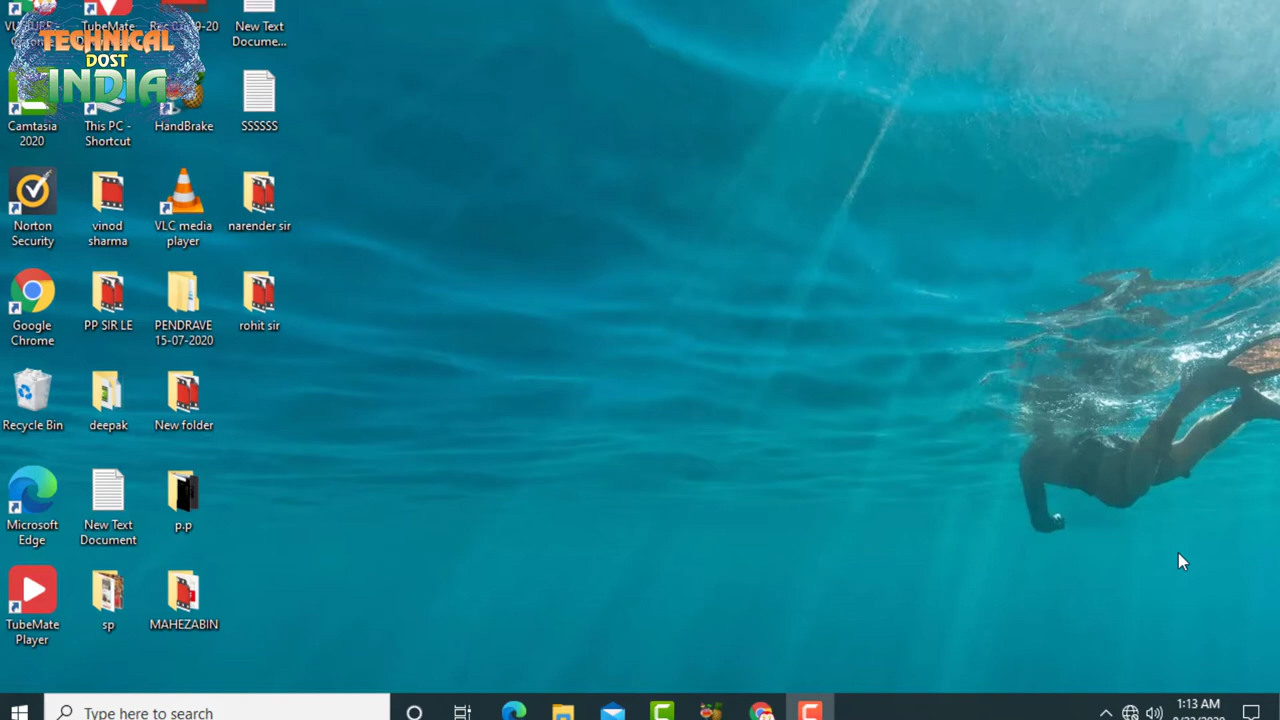 TubeMate
20
New Text
Docume...
TECHNICAL
DOST
INDIA
Camtasia
2020
This PC -
Shortcut
HandBrake
SSSSSS
Norton
Security
vinod
sharma
VLC media
player
narender sir
Google
Chrome
PP SIR LE
PENDRAVE
15-07-2020
rohit sir
Recycle Bin
deepak
New folder
Microsoft
Edge
New Text
Document
p.p
TubeMate
Player
sp
MAHEZABIN
Type here to search
1:13 AM